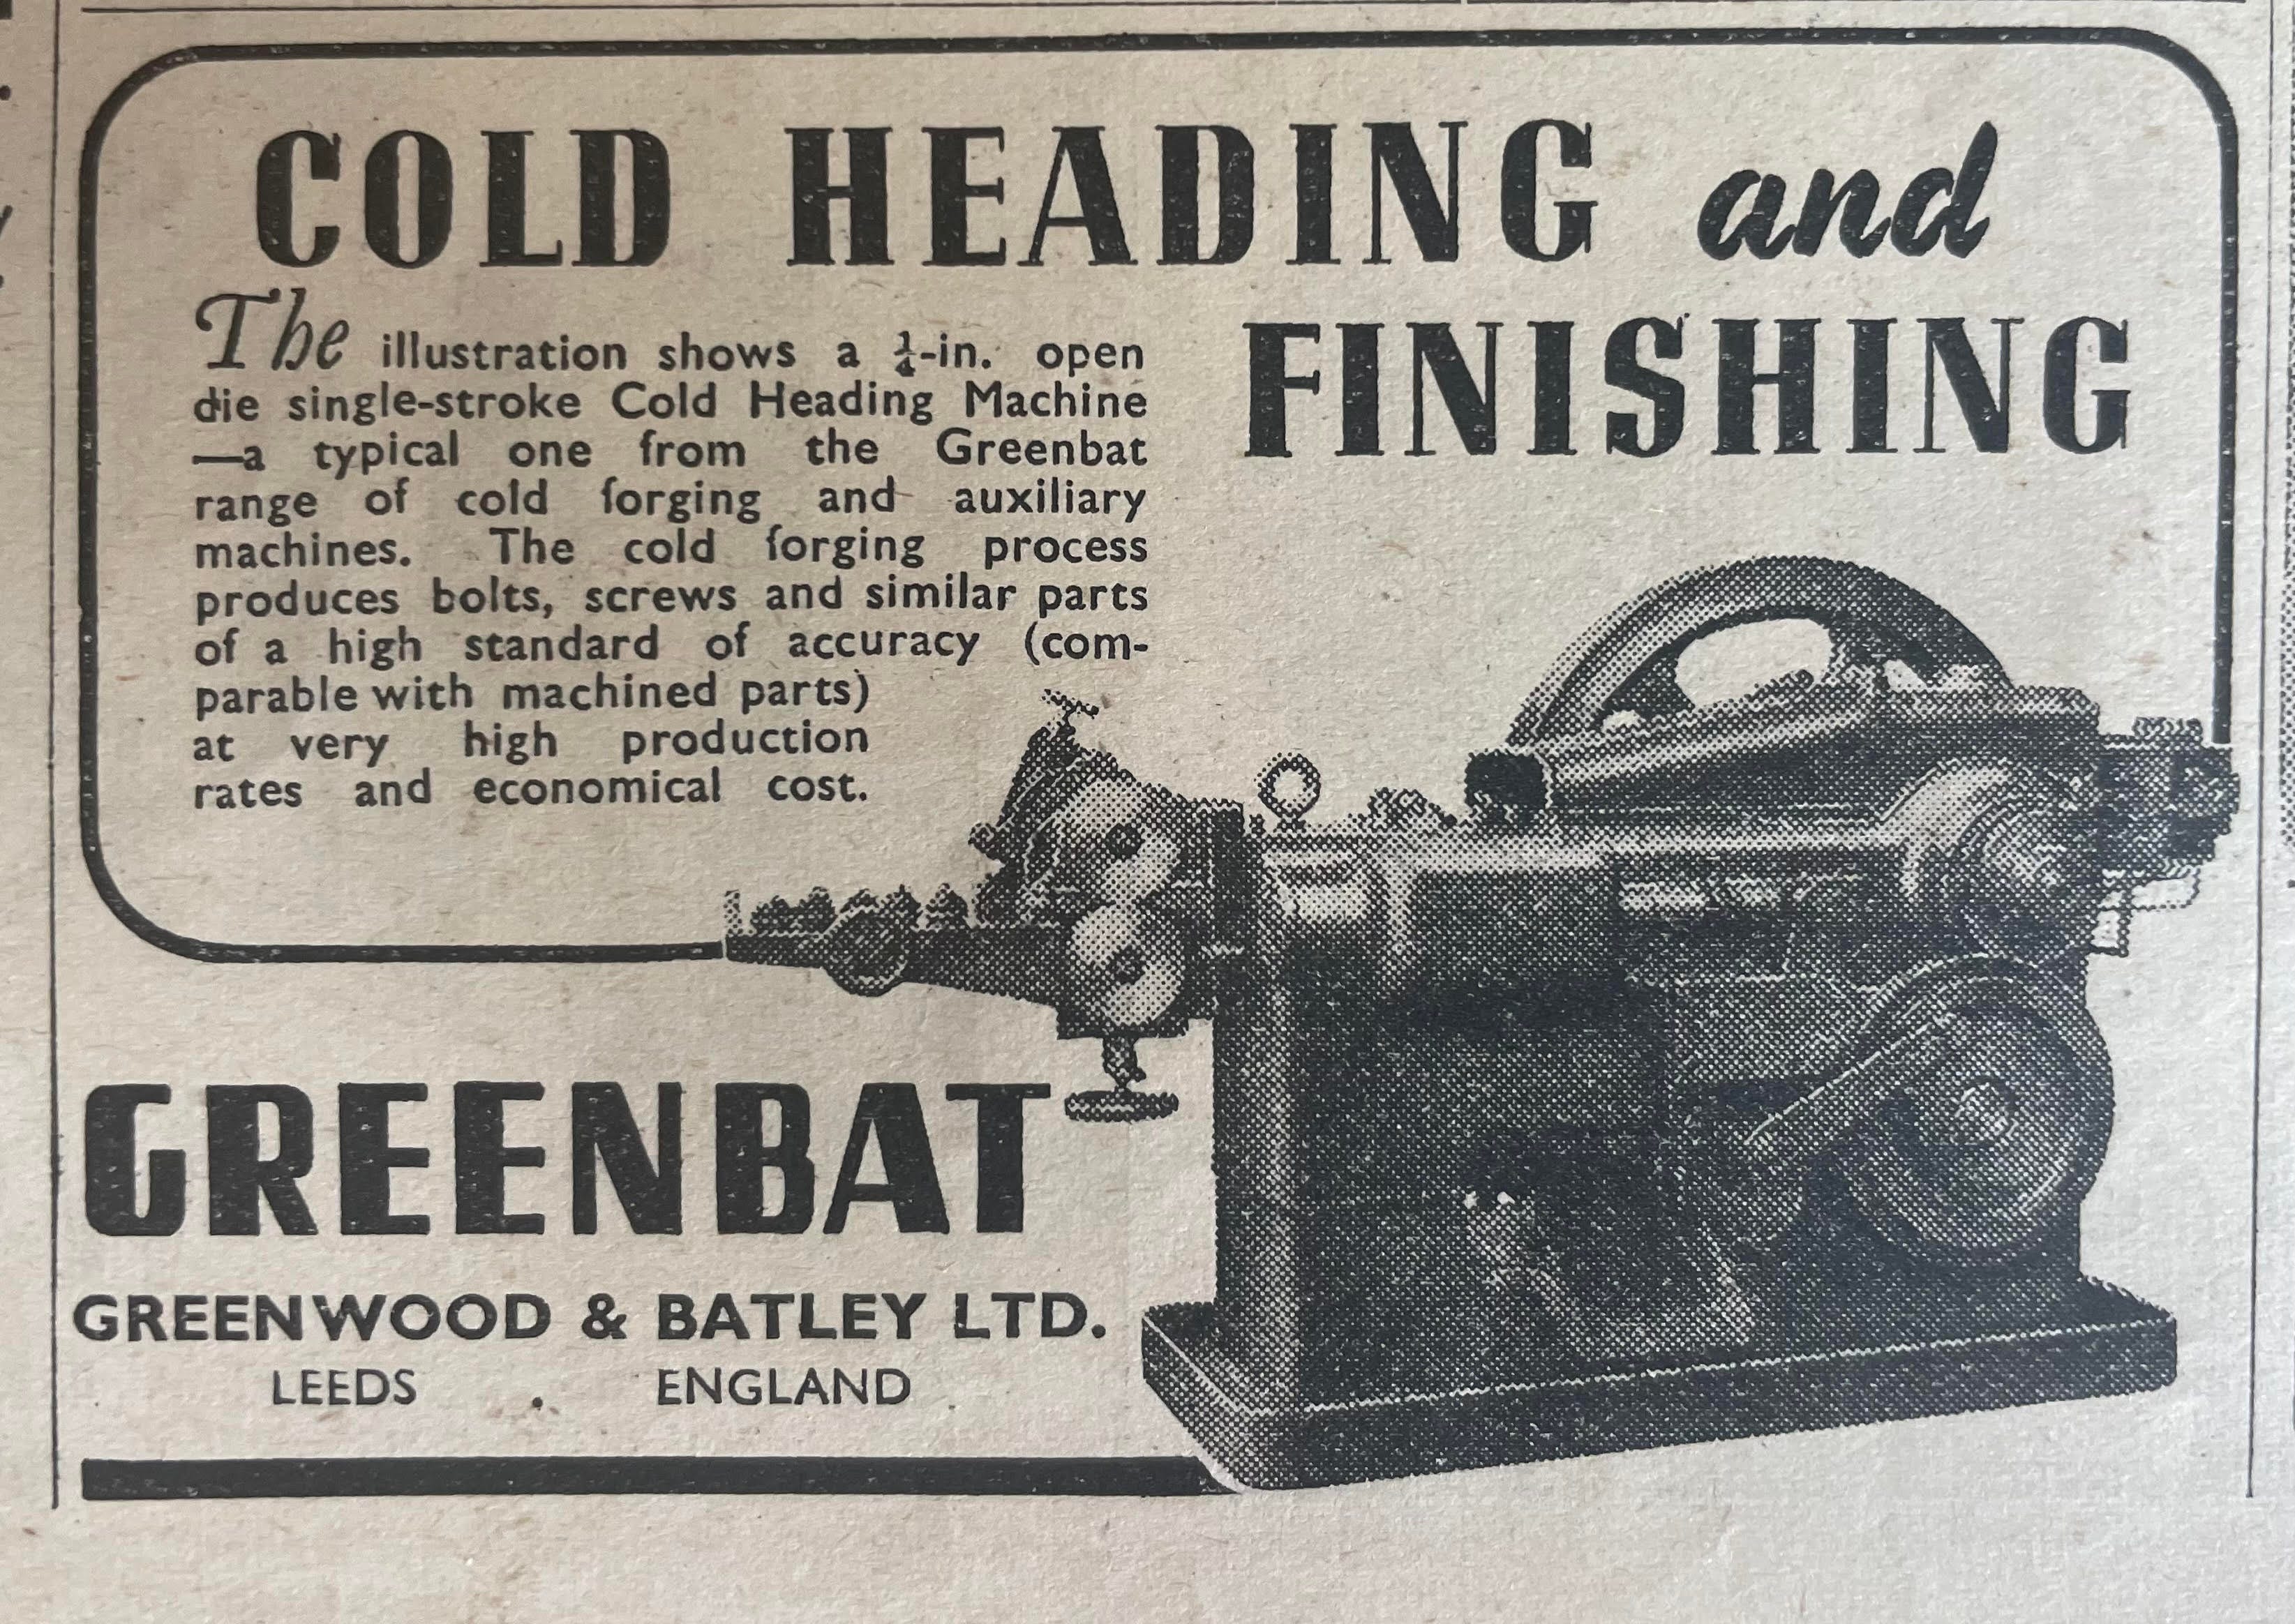 COLD HEADING and
FINISHING
The illustration shows a ¼-in. open
die single-stroke Cold Heading Machine
—a typical one from the Greenbat
range of cold forging and auxiliary
machines. The cold forging process
produces bolts, screws and similar parts
of a high standard of accuracy (com-
parable with machined parts)
at very high production
rates and economical cost.
GREENBAT
GREENWOOD & BATLEY LTD.
LEEDS . ENGLAND